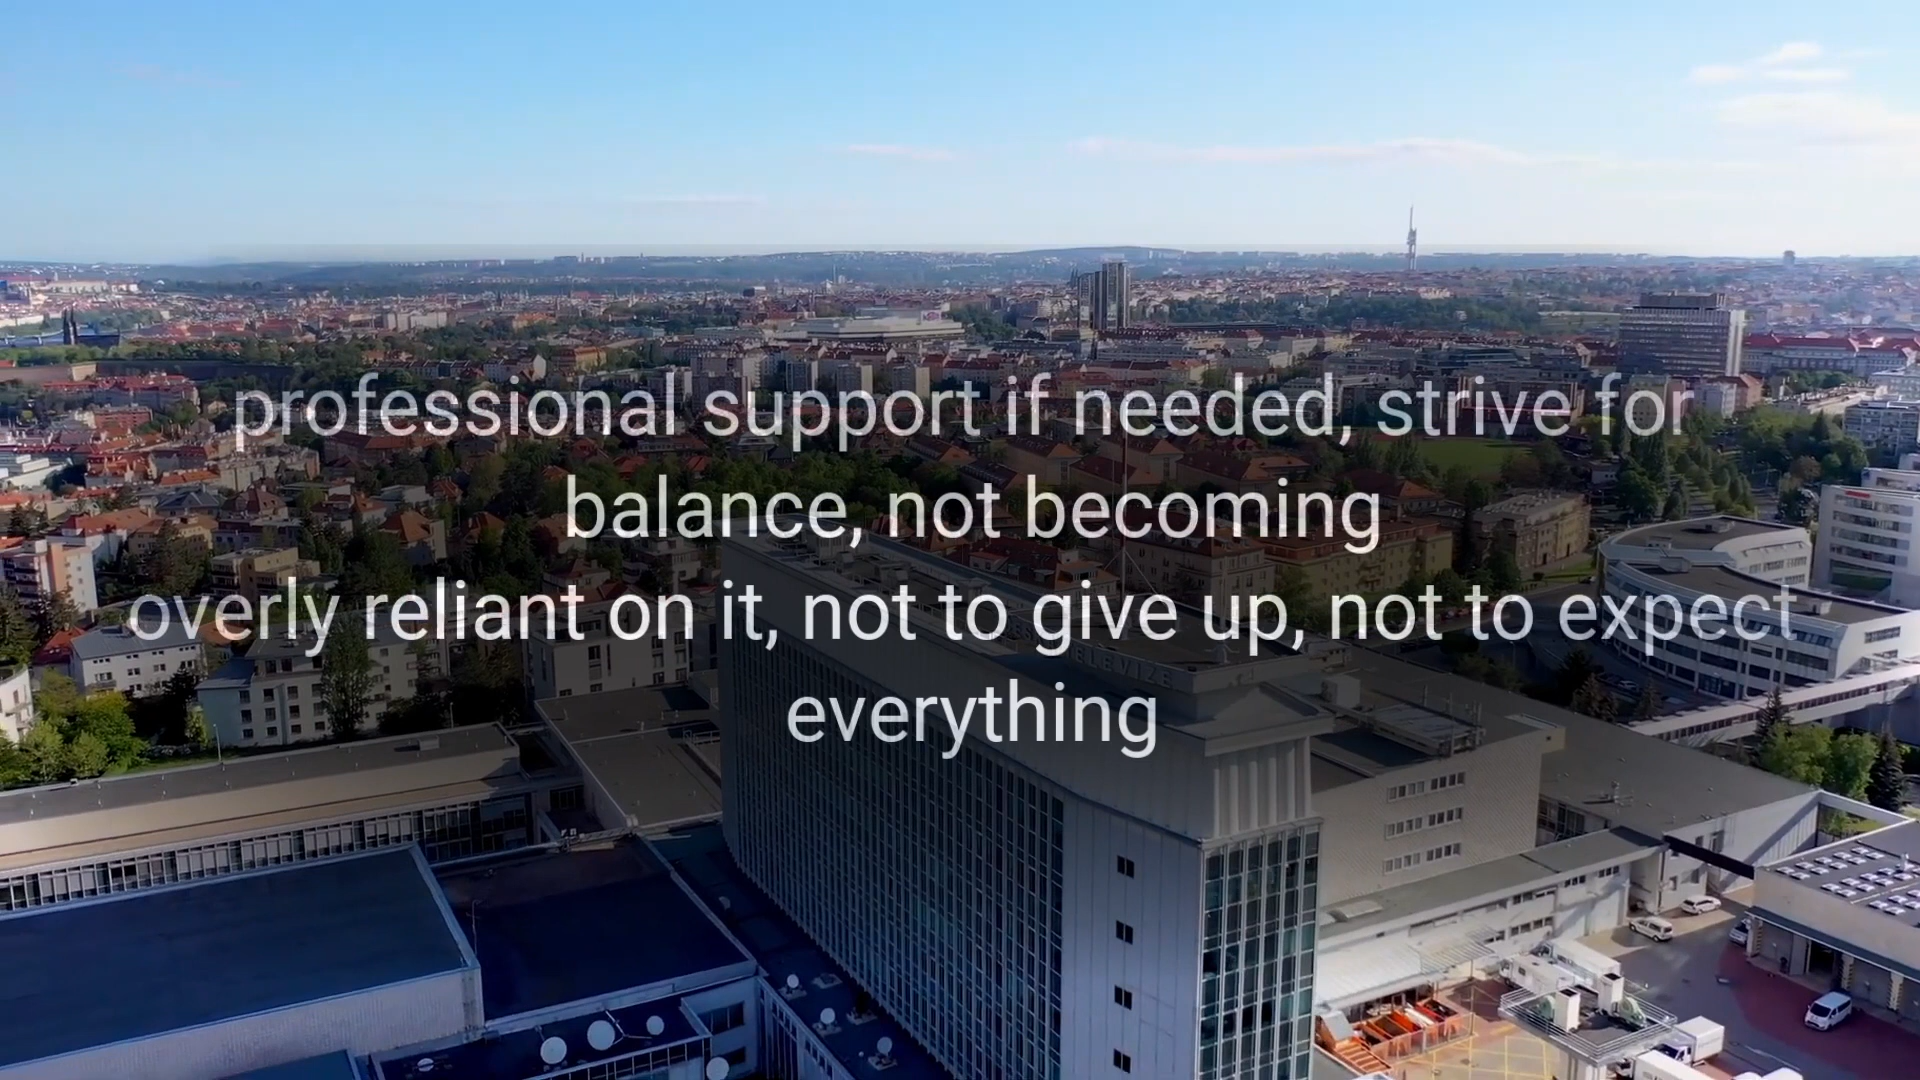 professional support if needed, strive for
balance, not becoming
overly reliant on it, not to give up, not to expect
everything
TELEVIZE